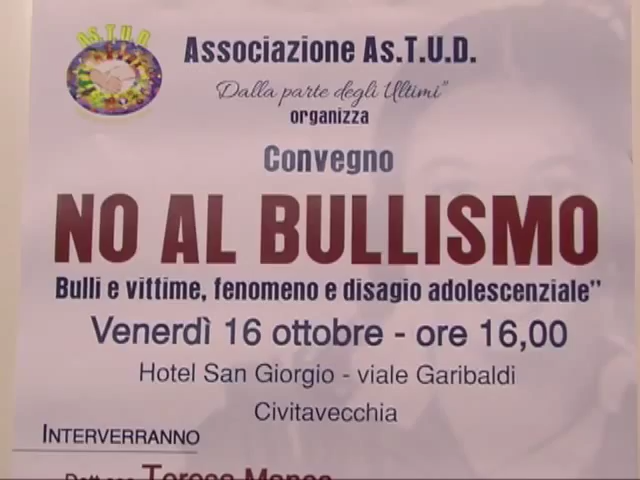 As.T.U.D.
Associazione As.T.U.D.
Dalla parte degli Ultimi"
organizza
Convegno
NO AL BULLISMO
Bulli e vittime, fenomeno e disagio adolescenziale"
Venerdì 16 ottobre - ore 16,00
Hotel San Giorgio - viale Garibaldi
Civitavecchia
INTERVERRANNO
Teresa